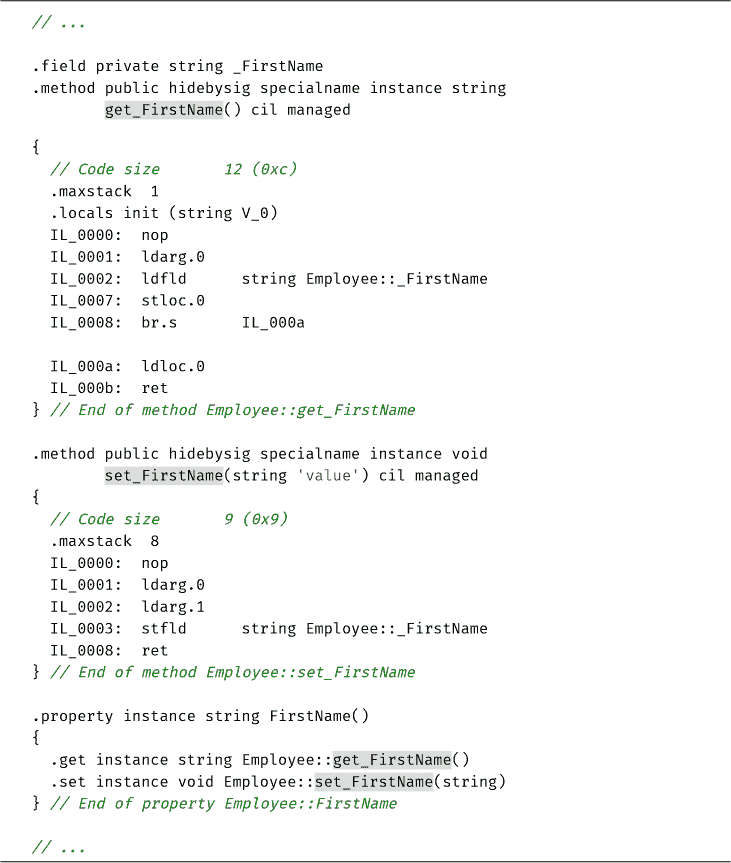 // ...
.field private string _FirstName
.method public hidebysig specialname instance string
        get_FirstName() cil managed
{
  // Code size       12 (0xc)
  .maxstack  1
  .locals init (string V_0)
  IL_0000:  nop
  IL_0001:  ldarg.0
  IL_0002:  ldfld      string Employee::_FirstName
  IL_0007:  stloc.0
  IL_0008:  br.s       IL_000a
  IL_000a:  ldloc.0
  IL_000b:  ret
} // End of method Employee::get_FirstName
.method public hidebysig specialname instance void
        set_FirstName(string 'value') cil managed
{
  // Code size       9 (0x9)
  .maxstack  8
  IL_0000:  nop
  IL_0001:  ldarg.0
  IL_0002:  ldarg.1
  IL_0003:  stfld      string Employee::_FirstName
  IL_0008:  ret
} // End of method Employee::set_FirstName
.property instance string FirstName()
{
  .get instance string Employee::get_FirstName()
  .set instance void Employee::set_FirstName(string)
} // End of property Employee::FirstName
// ...